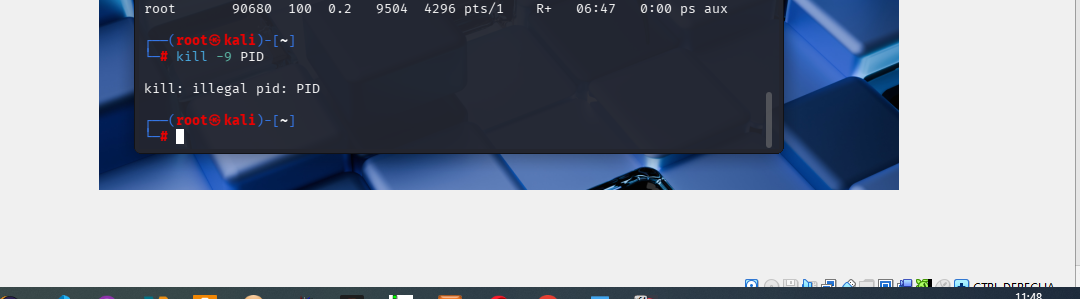 root       90680  100  0.2   9504  4296 pts/1    R+   06:47   0:00 ps aux
┌──(root㉿kali)-[~]
└─# kill -9 PID
kill: illegal pid: PID
┌──(root㉿kali)-[~]
└─#
CTRL DERECHA
11:48